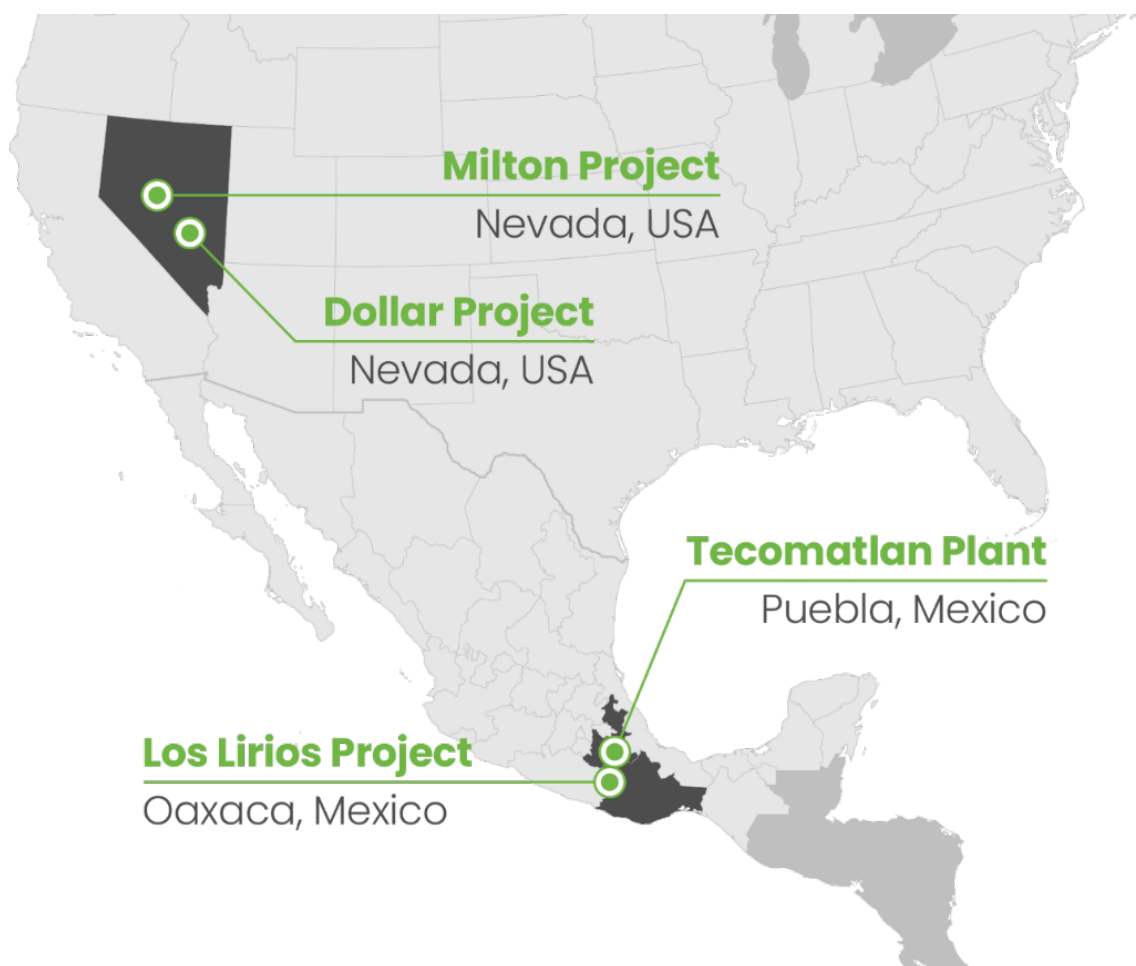 Milton Project
Nevada, USA
Dollar Project
Nevada, USA
Tecomatlan Plant
Puebla, Mexico
Los Lirios Project
Oaxaca, Mexico